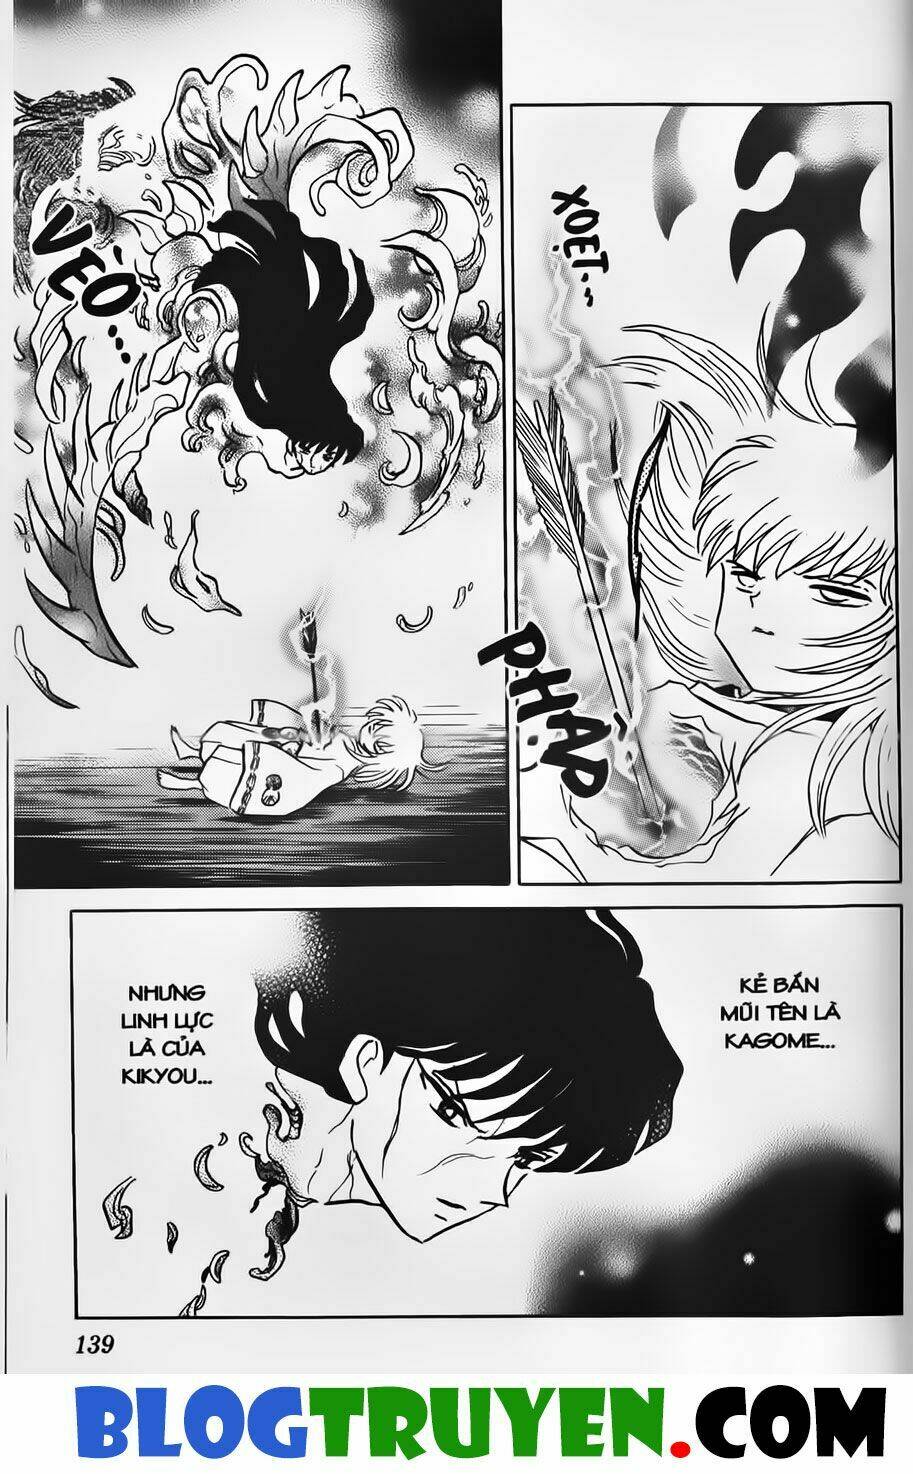 XOẸT~
PHẬP
VÈO...
KẺ BẮN
MŨI TÊN LÀ
KAGOME...
NHƯNG
LINH LỰC
LÀ CỦA
KIKYOU...
139
BLOGTRUYEN.COM